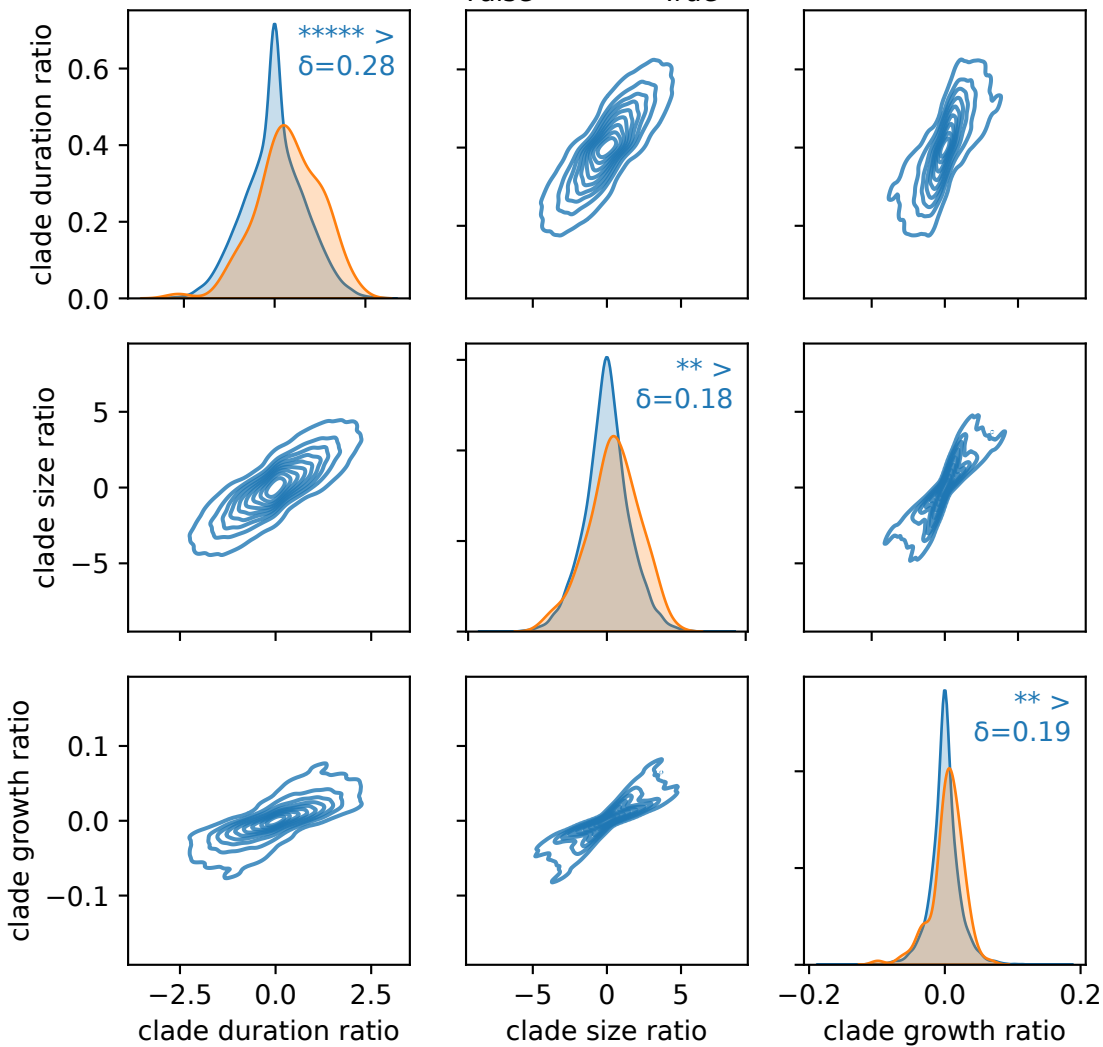 clade duration ratio
0.6
0.4
0.2
0.0
***** >
δ=0.28
clade size ratio
5
0
−5
** >
δ=0.18
clade growth ratio
0.1
0.0
−0.1
** >
δ=0.19
−2.5 0.0 2.5
−5 0 5
−0.2 0.0 0.2
clade duration ratio
clade size ratio
clade growth ratio